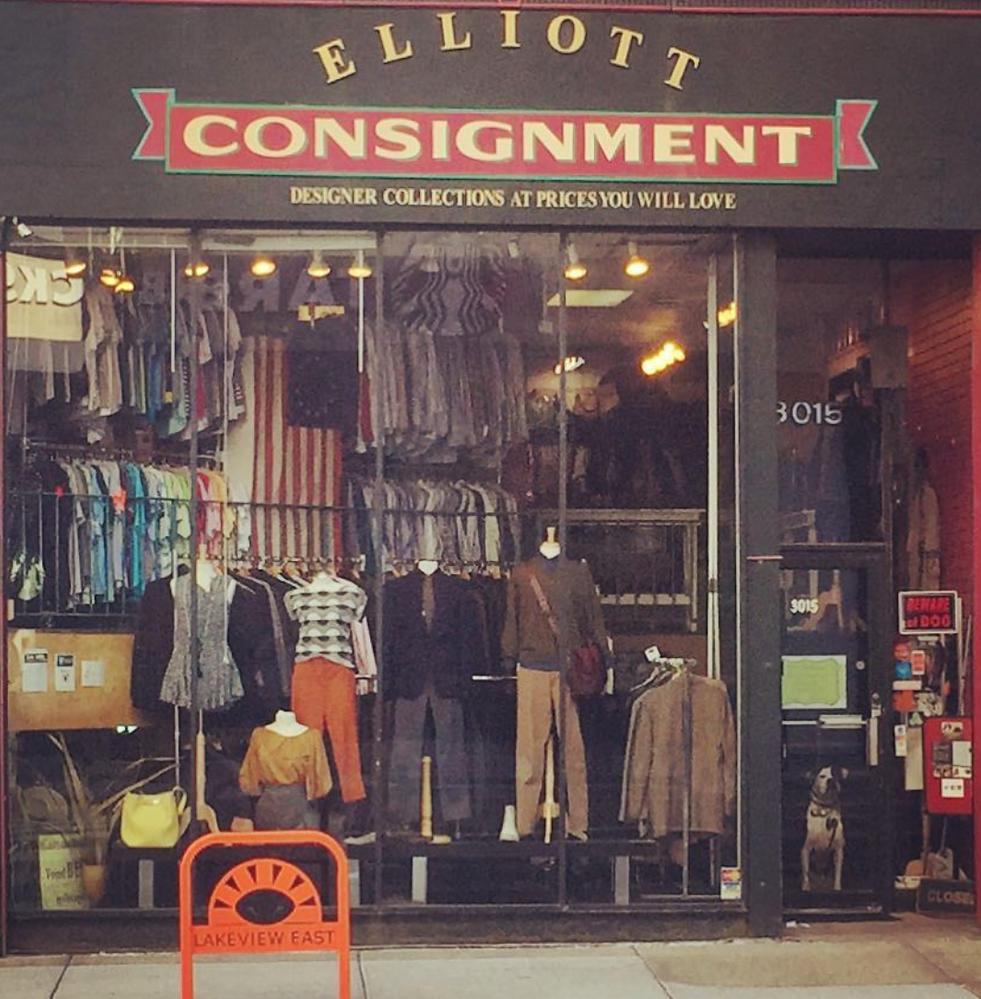 ELLIOTT
CONSIGNMENT
DESIGNER COLLECTIONS AT PRICES YOU WILL LOVE
3015
3015
BEWARE
of DOG
LAKEVIEW EAST
CLOSED